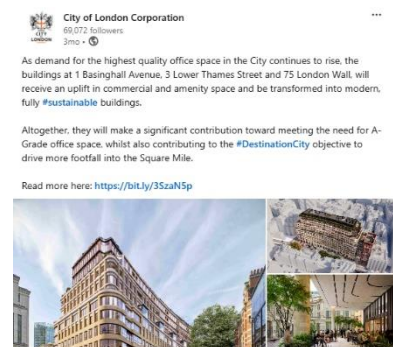 City of London Corporation
69,072 followers
3mo •
CITY
LONDON
As demand for the highest quality office space in the City continues to rise, the
buildings at 1 Basinghall Avenue, 3 Lower Thames Street and 75 London Wall, will
receive an uplift in commercial and amenity space and be transformed into modern,
fully #sustainable buildings.
Altogether, they will make a significant contribution toward meeting the need for A-
Grade office space, whilst also contributing to the #DestinationCity objective to
drive more footfall into the Square Mile.
Read more here: https://bit.ly/3SzaN5p